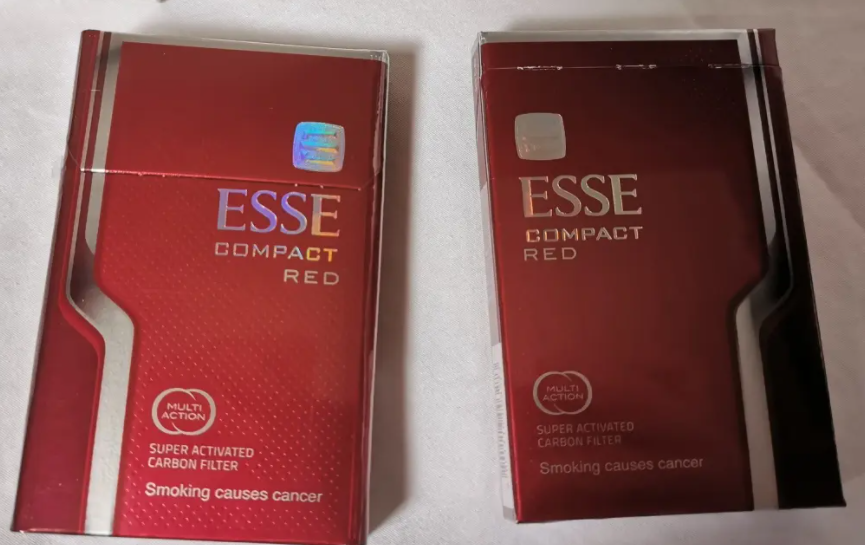 ESSE
COMPACT
RED
MULTI
ACTION
SUPER ACTIVATED
CARBON FILTER
Smoking causes cancer
ESSE
COMPACT
RED
MULTI
ACTION
SUPER ACTIVATED
CARBON FILTER
Smoking causes cancer